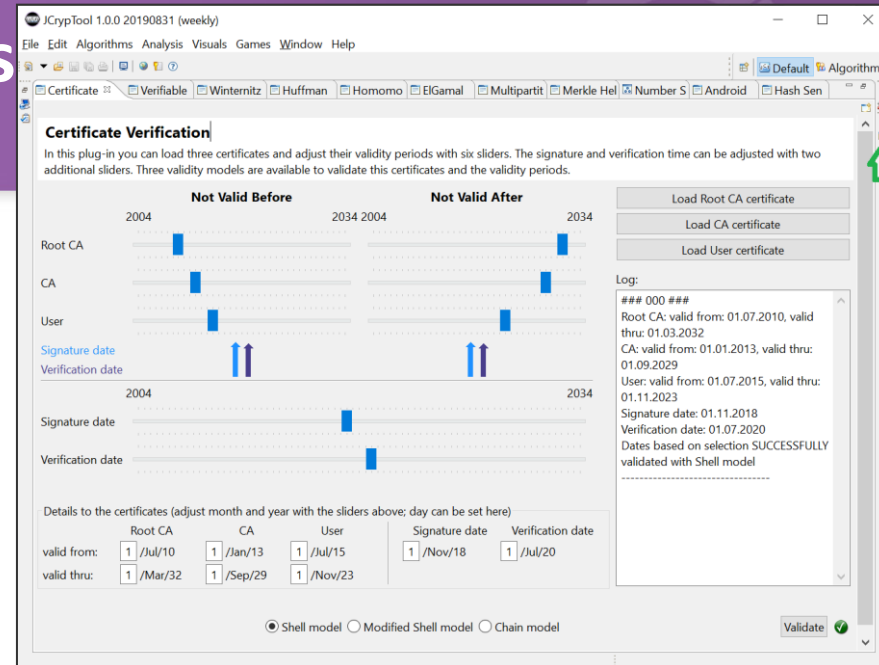 S
JCrypTool 1.0.0 20190831 (weekly)
File Edit Algorithms Analysis Visuals Games Window Help
Default Algorithm
Certificate Verifiable Winternitz Huffman Homomo ElGamal Multipartit Merkle Hel Number S Android Hash Sen
Certificate Verification
In this plug-in you can load three certificates and adjust their validity periods with six sliders. The signature and verification time can be adjusted with two
additional sliders. Three validity models are available to validate this certificates and the validity periods.
Not Valid Before Not Valid After
2004 2034 2004 2034
Root CA
CA
User
Signature date
Verification date
2004 2034
Signature date
Verification date
Load Root CA certificate
Load CA certificate
Load User certificate
Log:
### 000 ###
Root CA: valid from: 01.07.2010, valid
thru: 01.03.2032
CA: valid from: 01.01.2013, valid thru:
01.09.2029
User: valid from: 01.07.2015, valid thru:
01.11.2023
Signature date: 01.11.2018
Verification date: 01.07.2020
Dates based on selection SUCCESSFULLY
validated with Shell model
---------------------------------
Details to the certificates (adjust month and year with the sliders above; day can be set here)
Root CA CA User Signature date Verification date
valid from: 1 /Jul/10 1 /Jan/13 1 /Jul/15 1 /Nov/18 1 /Jul/20
valid thru: 1 /Mar/32 1 /Sep/29 1 /Nov/23
Shell model Modified Shell model Chain model
Validate